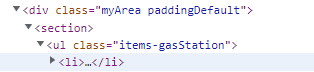 ▼<div class="myArea paddingDefault">
▼<section>
▼<ul class="items-gasStation">
▶<li>…</li>